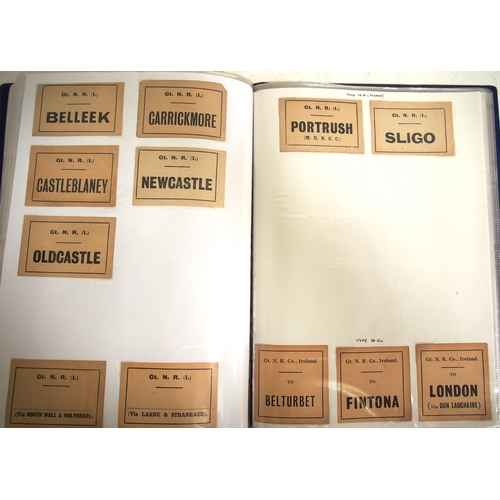 Gt. N. R. (I.)
BELLEEK
Gt. N. R. (I.)
CARRICKMORE
Gt. N. R. (I.)
CASTLEBLANEY
Gt. N. R. (I.)
NEWCASTLE
Gt. N. R. (I.)
OLDCASTLE
Gt. N. R. (I.)
(Via NORTH WALL & HOLYHEAD).
Gt. N. R. (I.)
(Via LARNE & STRANRAER).
Gt. N. R. (I.)
PORTRUSH
(M. R. R. C. C.)
Gt. N. R. (I.)
SLIGO
TYPE
Gt. N. R. Co., Ireland.
TO
BELTURBET
Gt. N. R. Co., Ireland.
TO
FINTONA
Gt. N. R. Co., Ireland.
TO
LONDON
(Via DUN LAOGHAIRE)